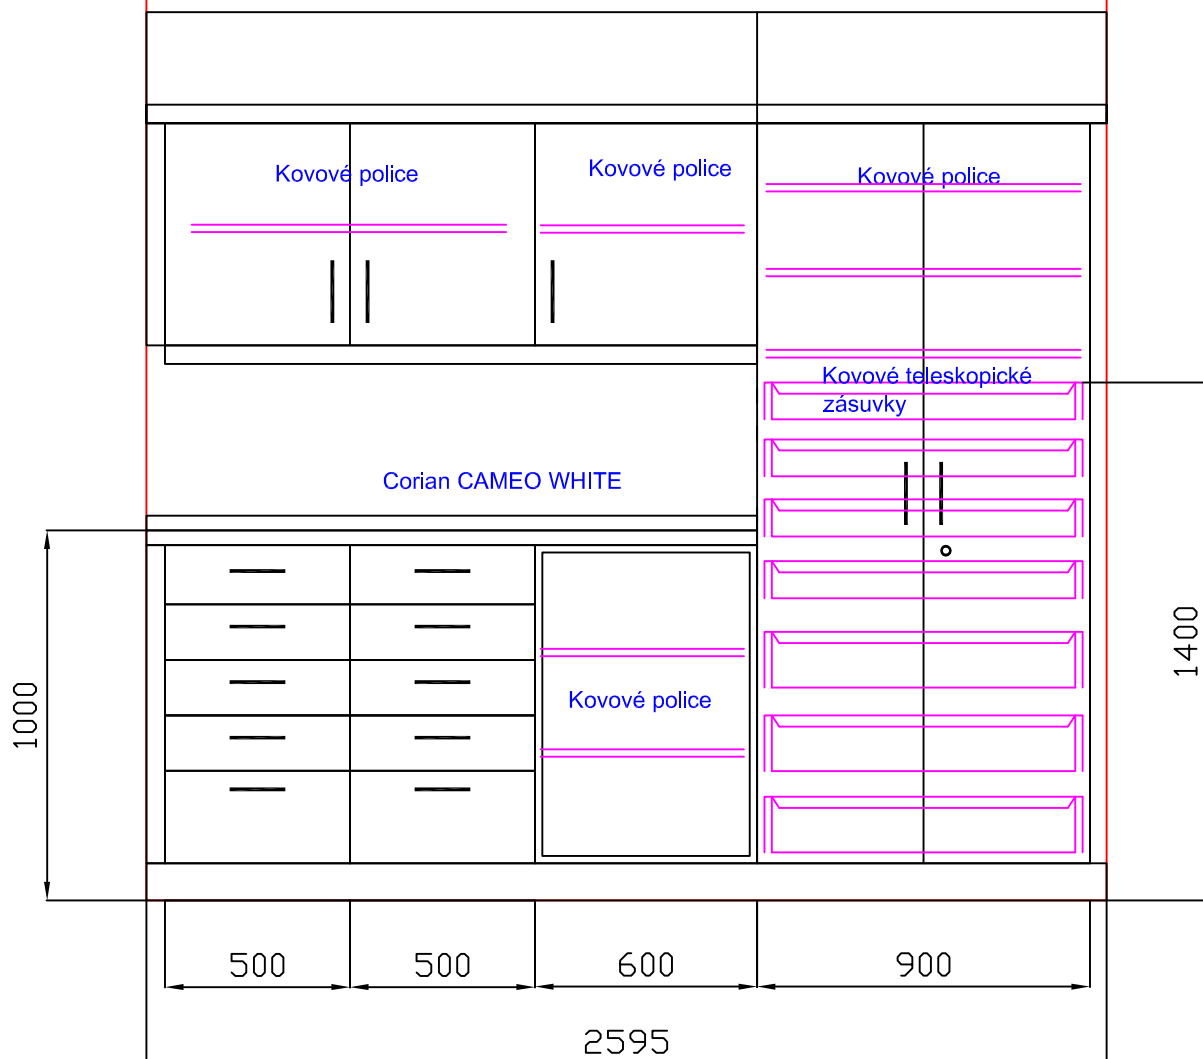 Kovové police
Kovové police
Kovové police
Kovové teleskopické
zásuvky
Corian CAMEO WHITE
Kovové police
1000
1400
500
500
600
900
2595